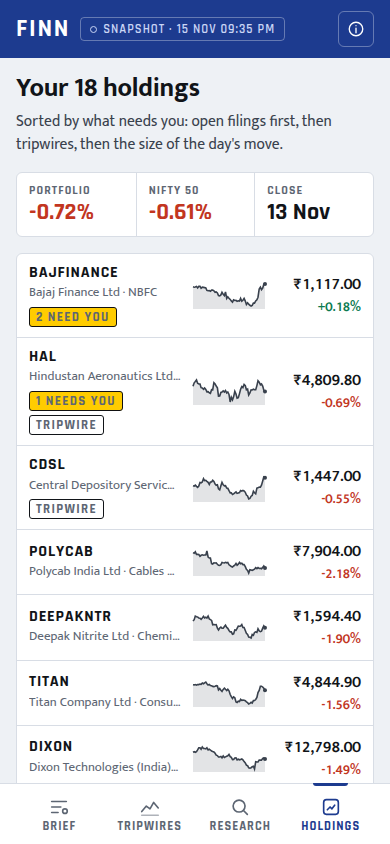 FINN
SNAPSHOT · 15 NOV 09:35 PM
Your 18 holdings
Sorted by what needs you: open filings first, then
tripwires, then the size of the day's move.
PORTFOLIO
-0.72%
NIFTY 50
-0.61%
CLOSE
13 Nov
BAJFINANCE
Bajaj Finance Ltd · NBFC
2 NEED YOU
₹1,117.00
+0.18%
HAL
Hindustan Aeronautics Ltd...
1 NEEDS YOU
TRIPWIRE
₹4,809.80
-0.69%
CDSL
Central Depository Servic...
TRIPWIRE
₹1,447.00
-0.55%
POLYCAB
Polycab India Ltd · Cables ...
₹7,904.00
-2.18%
DEEPAKNTR
Deepak Nitrite Ltd · Chemi...
₹1,594.40
-1.90%
TITAN
Titan Company Ltd · Consu...
₹4,844.90
-1.56%
DIXON
Dixon Technologies (India)...
₹12,798.00
-1.49%
BRIEF
TRIPWIRES
RESEARCH
HOLDINGS